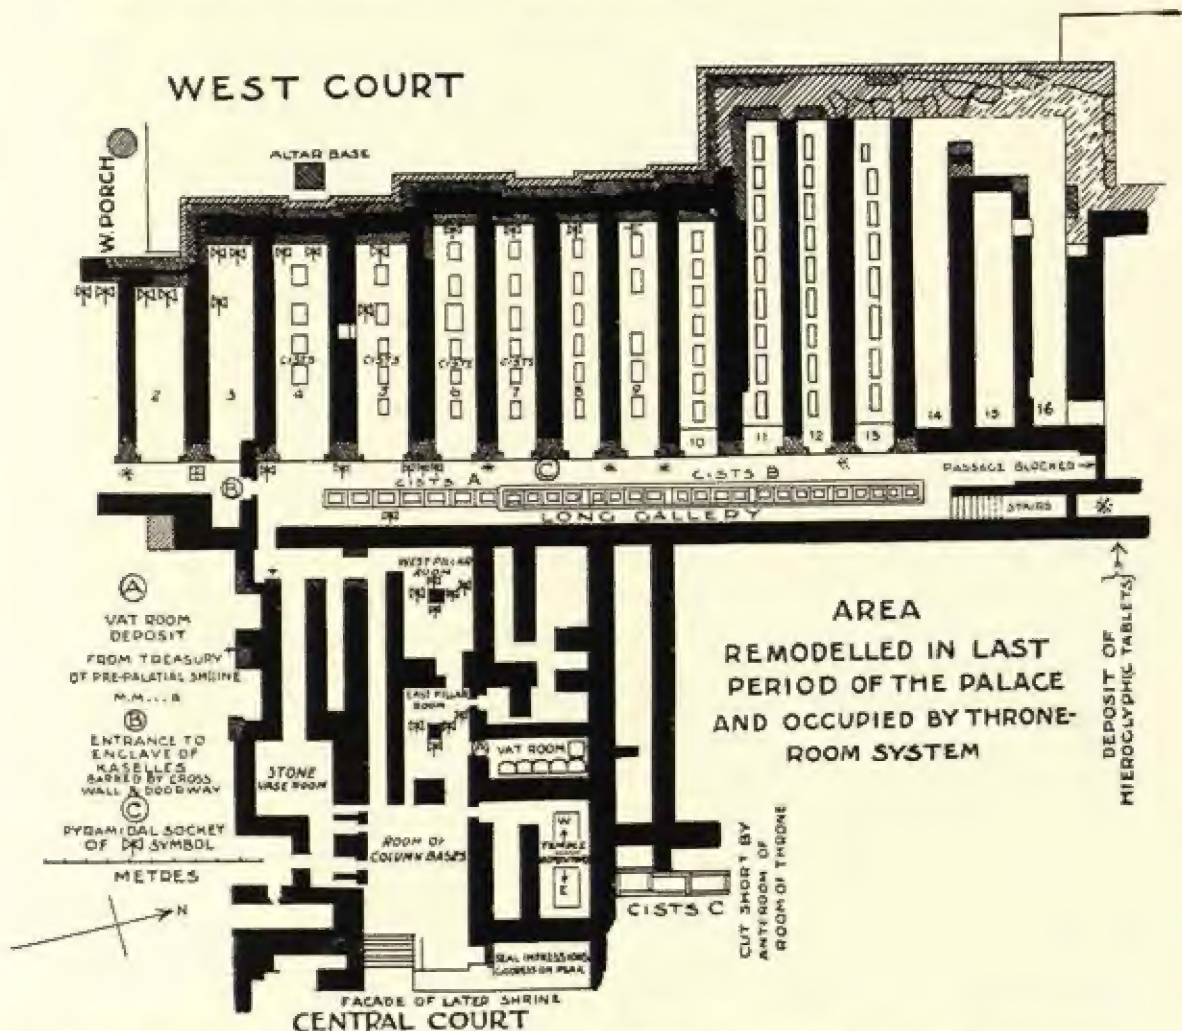 WEST COURT
W. PORCH
ALTAR BASE
2
3
4
5
6
7
8
9
10
11
12
13
14
15
16
CISTS
CISTS
CISTS
CISTS
B
CISTS A
C
CISTS B
PASSAGE BLOCKED
LONG GALLERY
STAIRS
WEST PILLAR
ROOM
EAST PILLAR
ROOM
A
VAT ROOM
STONE
VASE ROOM
ROOM OF
COLUMN BASES
W
TEMPLE
E
CISTS C
SEAL IMPRESSIONS
GODDESS ON PEAK
FACADE OF LATER SHRINE
CENTRAL COURT
A
VAT ROOM
DEPOSIT
FROM TREASURY
OF PRE-PALATIAL SHRINE
B
ENTRANCE TO
ENCLAVE OF
KASELLES
BARRED BY CROSS
WALL & DOORWAY
C
PYRAMIDAL SOCKET
OF SYMBOL
METRES
N
AREA
REMODELLED IN LAST
PERIOD OF THE PALACE
AND OCCUPIED BY THRONE-
ROOM SYSTEM
CUT SHORT BY
ANTEROOM OF
ROOM OF THRONE
DEPOSIT OF
HIEROGLYPHIC TABLETS